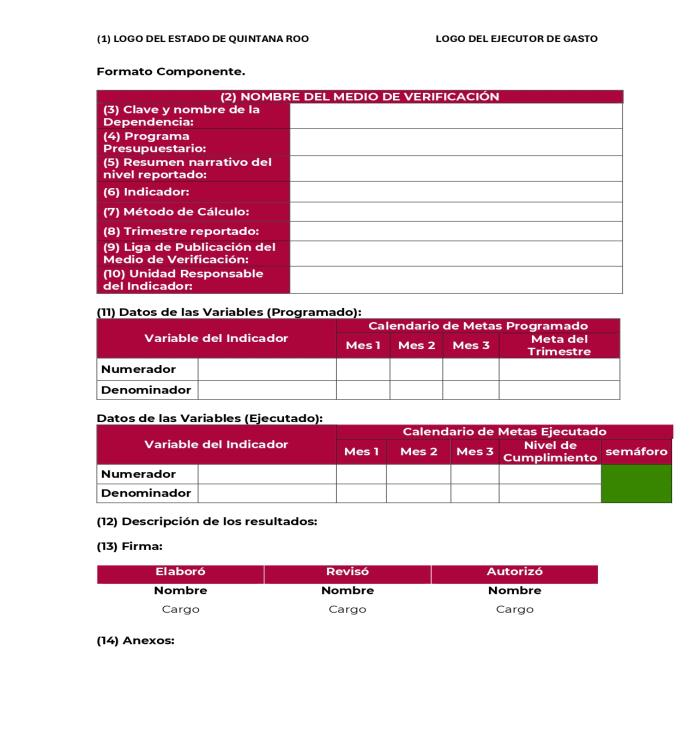 (1) LOGO DEL ESTADO DE QUINTANA ROO LOGO DEL EJECUTOR DE GASTO
Formato Componente.
(2) NOMBRE DEL MEDIO DE VERIFICACIÓN
(3) Clave y nombre de la
Dependencia:
(4) Programa
Presupuestario:
(5) Resumen narrativo del
nivel reportado:
(6) Indicador:
(7) Método de Cálculo:
(8) Trimestre reportado:
(9) Liga de Publicación del
Medio de Verificación:
(10) Unidad Responsable
del Indicador:
(11) Datos de las Variables (Programado):
Variable del Indicador
Calendario de Metas Programado
Mes 1 Mes 2 Mes 3 Meta del
Trimestre
Numerador
Denominador
Datos de las Variables (Ejecutado):
Variable del Indicador
Calendario de Metas Ejecutado
Mes 1 Mes 2 Mes 3 Nivel de
Cumplimiento semáforo
Numerador
Denominador
(12) Descripción de los resultados:
(13) Firma:
Elaboró Revisó Autorizó
Nombre Nombre Nombre
Cargo Cargo Cargo
(14) Anexos: